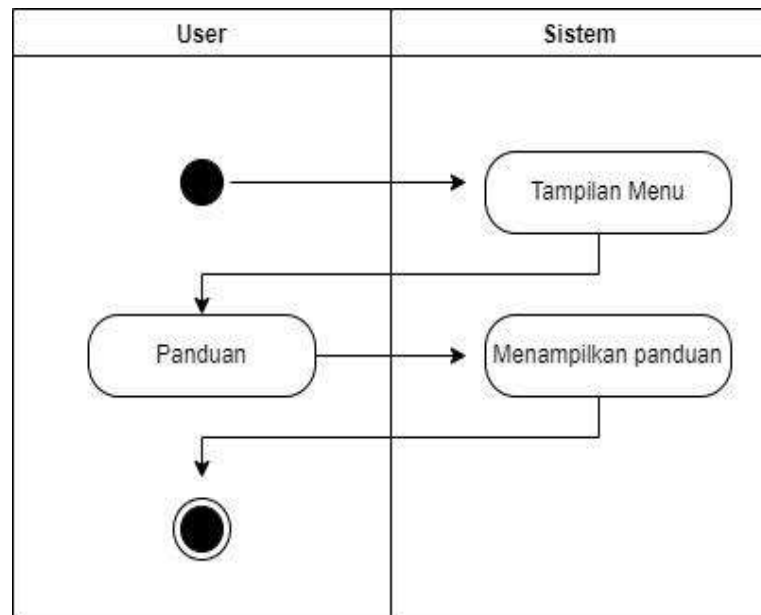 User
Sistem
Tampilan Menu
Panduan
Menampilkan panduan